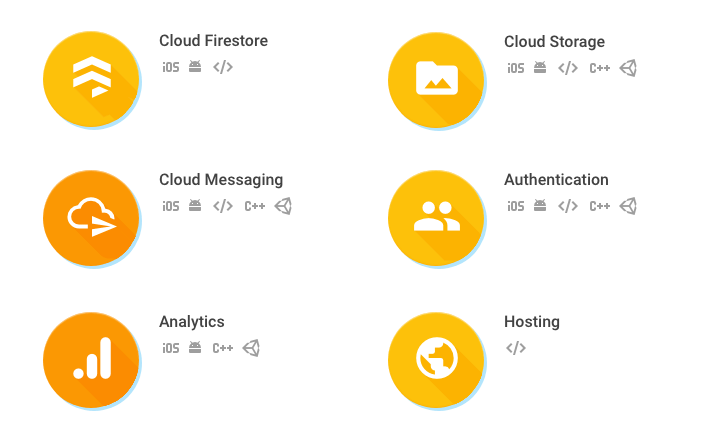 Cloud Firestore
iOS </>
Cloud Storage
iOS </> C++
Cloud Messaging
iOS </> C++
Authentication
iOS </> C++
Analytics
iOS C++
Hosting
</>